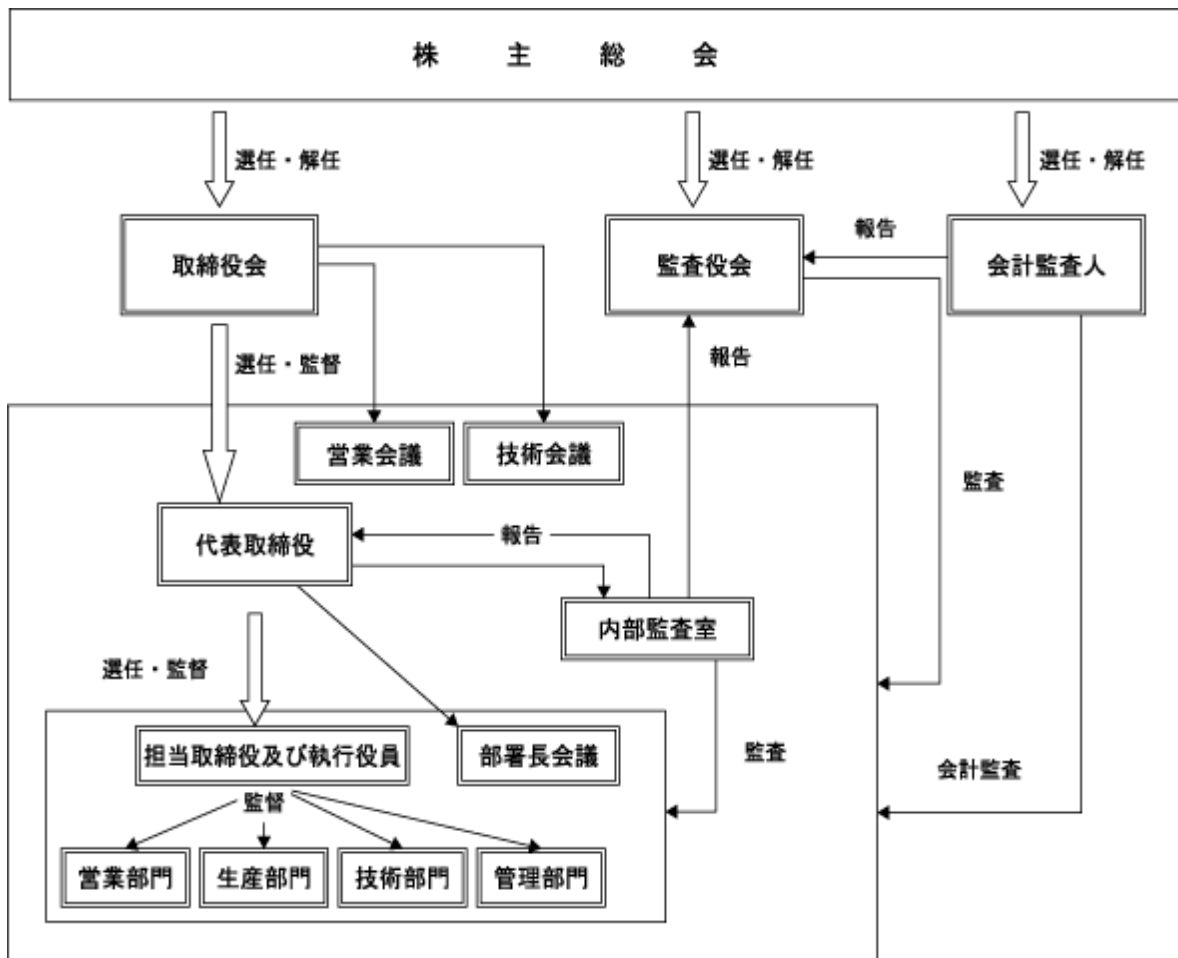 株主総会
選任・解任
選任・解任
選任・解任
取締役会
監査役会
報告
会計監査人
選任・監督
報告
営業会議
技術会議
監査
代表取締役
報告
内部監査室
選任・監督
担当取締役及び執行役員
部署長会議
監査
会計監査
監督
営業部門
生産部門
技術部門
管理部門